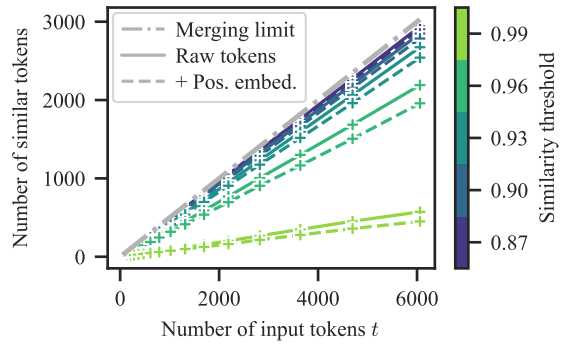 Merging limit
Raw tokens
+ Pos. embed.
Number of similar tokens
3000
2000
1000
0
0
2000
4000
6000
Number of input tokens t
0.99
0.96
0.93
0.90
0.87
Similarity threshold